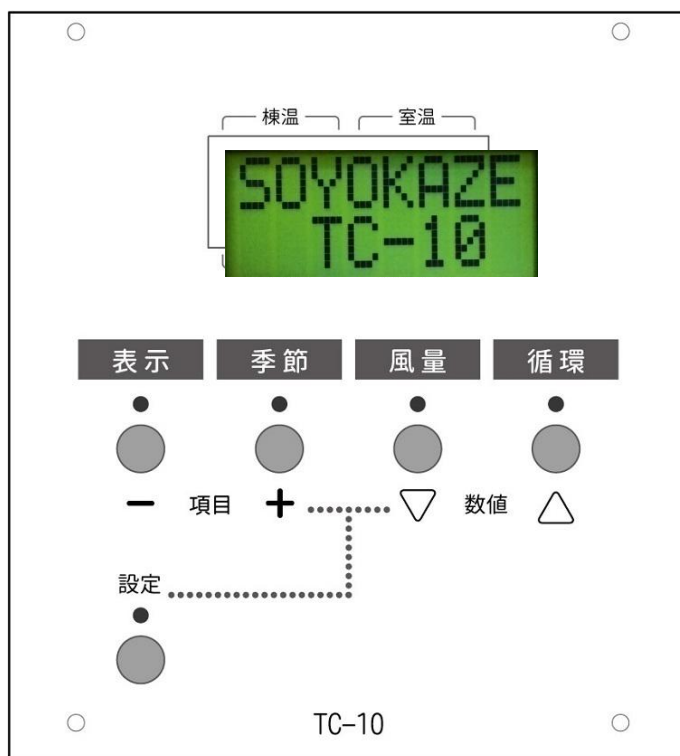 棟温 室温
SOYOKAZE
TC-10
表示 季節 風量 循環
− 項目 + ▽ 数値 △
設定
TC-10